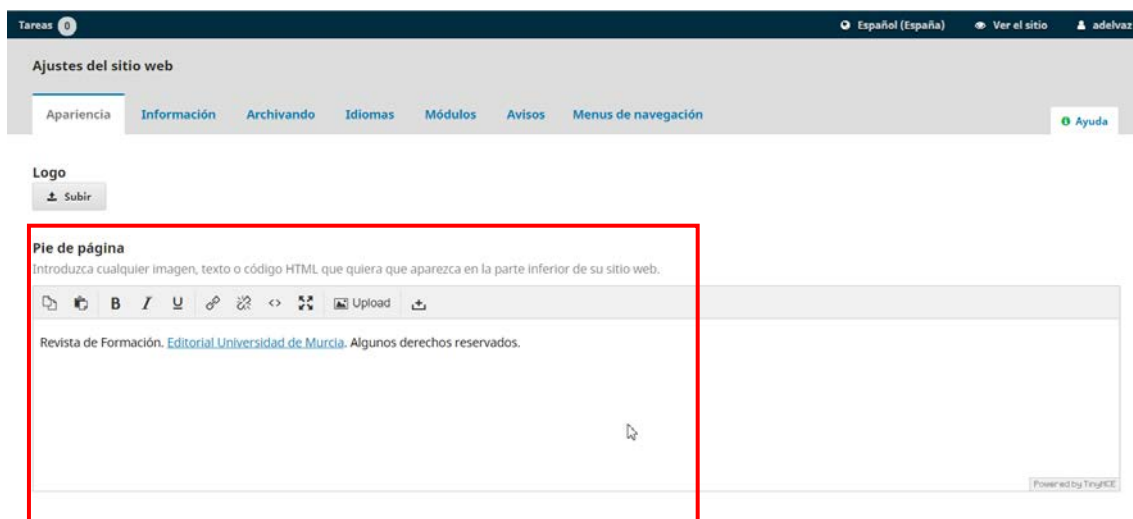 Tareas 0 Español (España) Ver el sitio adelvaz
Ajustes del sitio web
Apariencia Información Archivando Idiomas Módulos Avisos Menus de navegación Ayuda
Logo
Subir
Pie de página
Introduzca cualquier imagen, texto o código HTML que quiera que aparezca en la parte inferior de su sitio web.
B I U Upload
Revista de Formación. Editorial Universidad de Murcia. Algunos derechos reservados.
Powered by TinyMCE